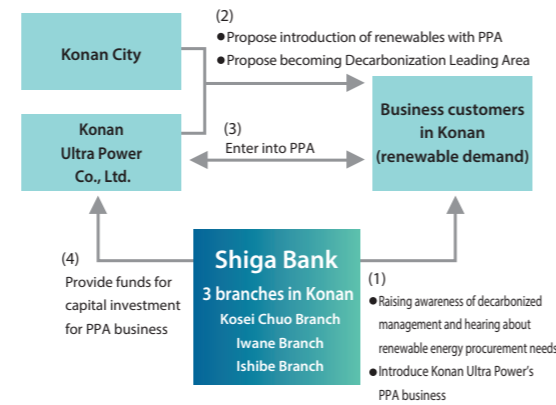 (2)
●Propose introduction of renewables with PPA
●Propose becoming Decarbonization Leading Area
Konan City
Konan
Ultra Power
Co., Ltd.
(3)
Enter into PPA
Business customers
in Konan
(renewable demand)
(4)
Provide funds for
capital investment
for PPA business
Shiga Bank
3 branches in Konan
Kosei Chuo Branch
Iwane Branch
Ishibe Branch
(1)
●Raising awareness of decarbonized
management and hearing about
renewable energy procurement needs
●Introduce Konan Ultra Power's
PPA business